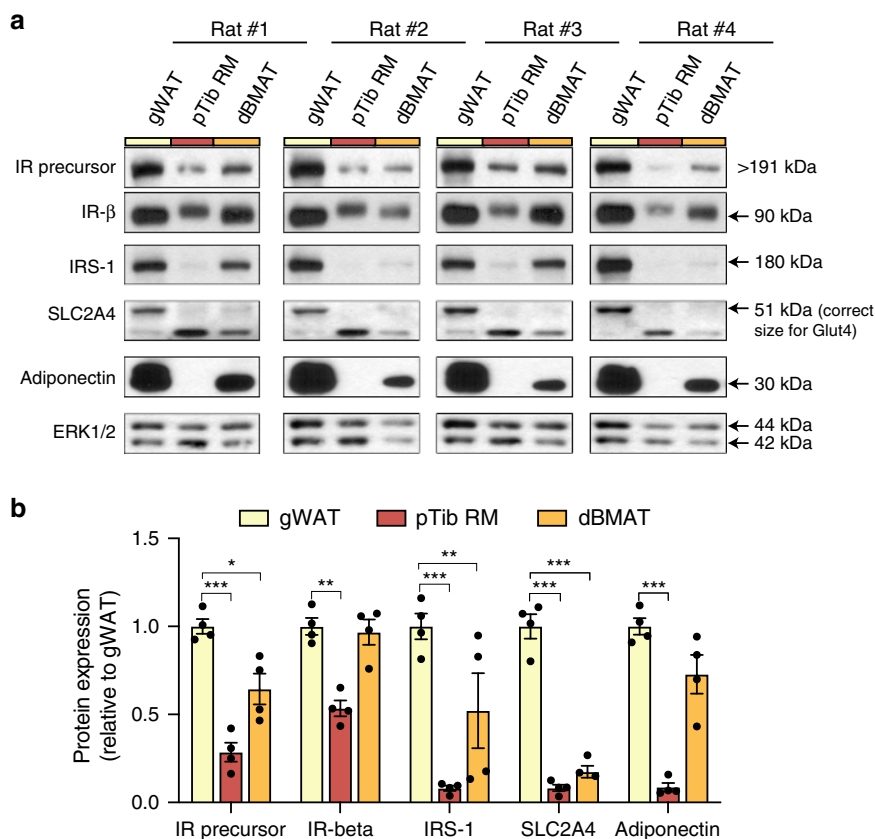 a
Rat #1 Rat #2 Rat #3 Rat #4
gWAT pTib RM dBMAT gWAT pTib RM dBMAT gWAT pTib RM dBMAT gWAT pTib RM dBMAT
IR precursor >191 kDa
IR-β ← 90 kDa
IRS-1 ← 180 kDa
SLC2A4 ← 51 kDa (correct
size for Glut4)
Adiponectin ← 30 kDa
ERK1/2 ← 44 kDa
← 42 kDa
b
gWAT pTib RM dBMAT
Protein expression
(relative to gWAT)
1.5
1.0
0.5
0.0
*
***
**
**
***
***
***
***
IR precursor IR-beta IRS-1 SLC2A4 Adiponectin